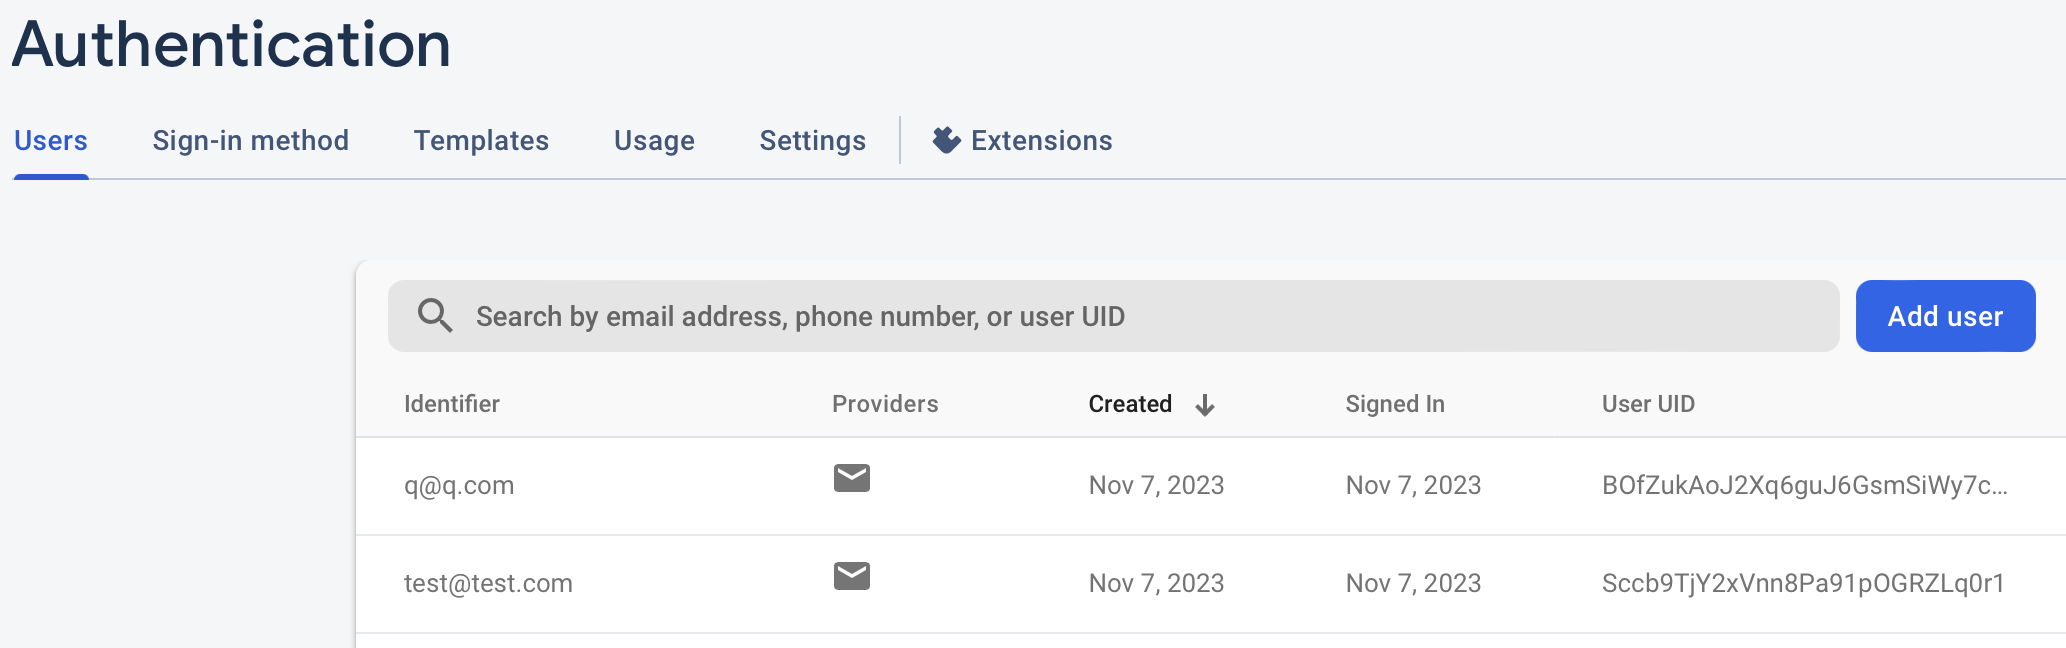 Authentication
Users Sign-in method Templates Usage Settings Extensions
Search by email address, phone number, or user UID Add user
Identifier Providers Created Signed In User UID
q@q.com Nov 7, 2023 Nov 7, 2023 BOfZukAoJ2Xq6guJ6GsmSiWy7c...
test@test.com Nov 7, 2023 Nov 7, 2023 Sccb9TjY2xVnn8Pa91pOGRZLq0r1